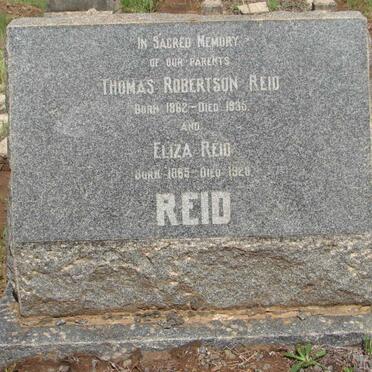 In Sacred Memory
of our parents
Thomas Robertson Reid
Born 1862 – Died 1935.
and
Eliza Reid
Born 1865 – Died 1928.
REID